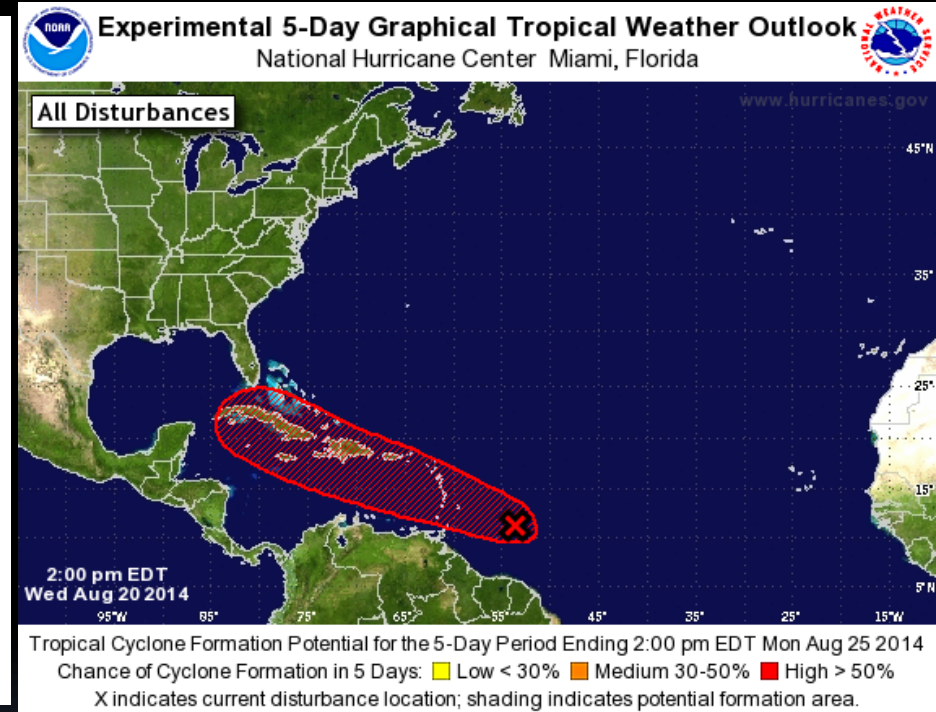 NOAA
Experimental 5-Day Graphical Tropical Weather Outlook
National Hurricane Center Miami, Florida
NATIONAL WEATHER SERVICE
All Disturbances
www.hurricanes.gov
45°N
35°
25°
15°
5°N
2:00 pm EDT
Wed Aug 20 2014
95°W 85° 75° 65° 55° 45° 35° 25° 15°W
Tropical Cyclone Formation Potential for the 5-Day Period Ending 2:00 pm EDT Mon Aug 25 2014
Chance of Cyclone Formation in 5 Days: Low < 30% Medium 30-50% High > 50%
X indicates current disturbance location; shading indicates potential formation area.